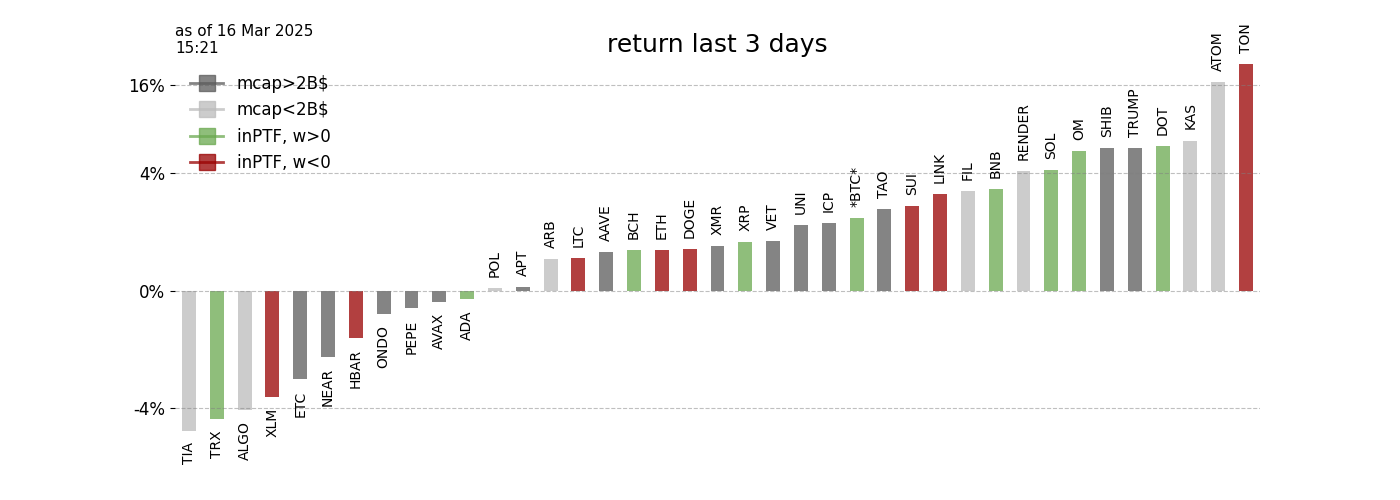 as of 16 Mar 2025
15:21
return last 3 days
mcap>2B$
mcap<2B$
inPTF, w>0
inPTF, w<0
16%
4%
0%
-4%
TIA
TRX
ALGO
XLM
ETC
NEAR
HBAR
ONDO
PEPE
AVAX
ADA
POL
APT
ARB
LTC
AAVE
BCH
ETH
DOGE
XMR
XRP
VET
UNI
ICP
*BTC*
TAO
SUI
LINK
FIL
BNB
RENDER
SOL
OM
SHIB
TRUMP
DOT
KAS
ATOM
TON